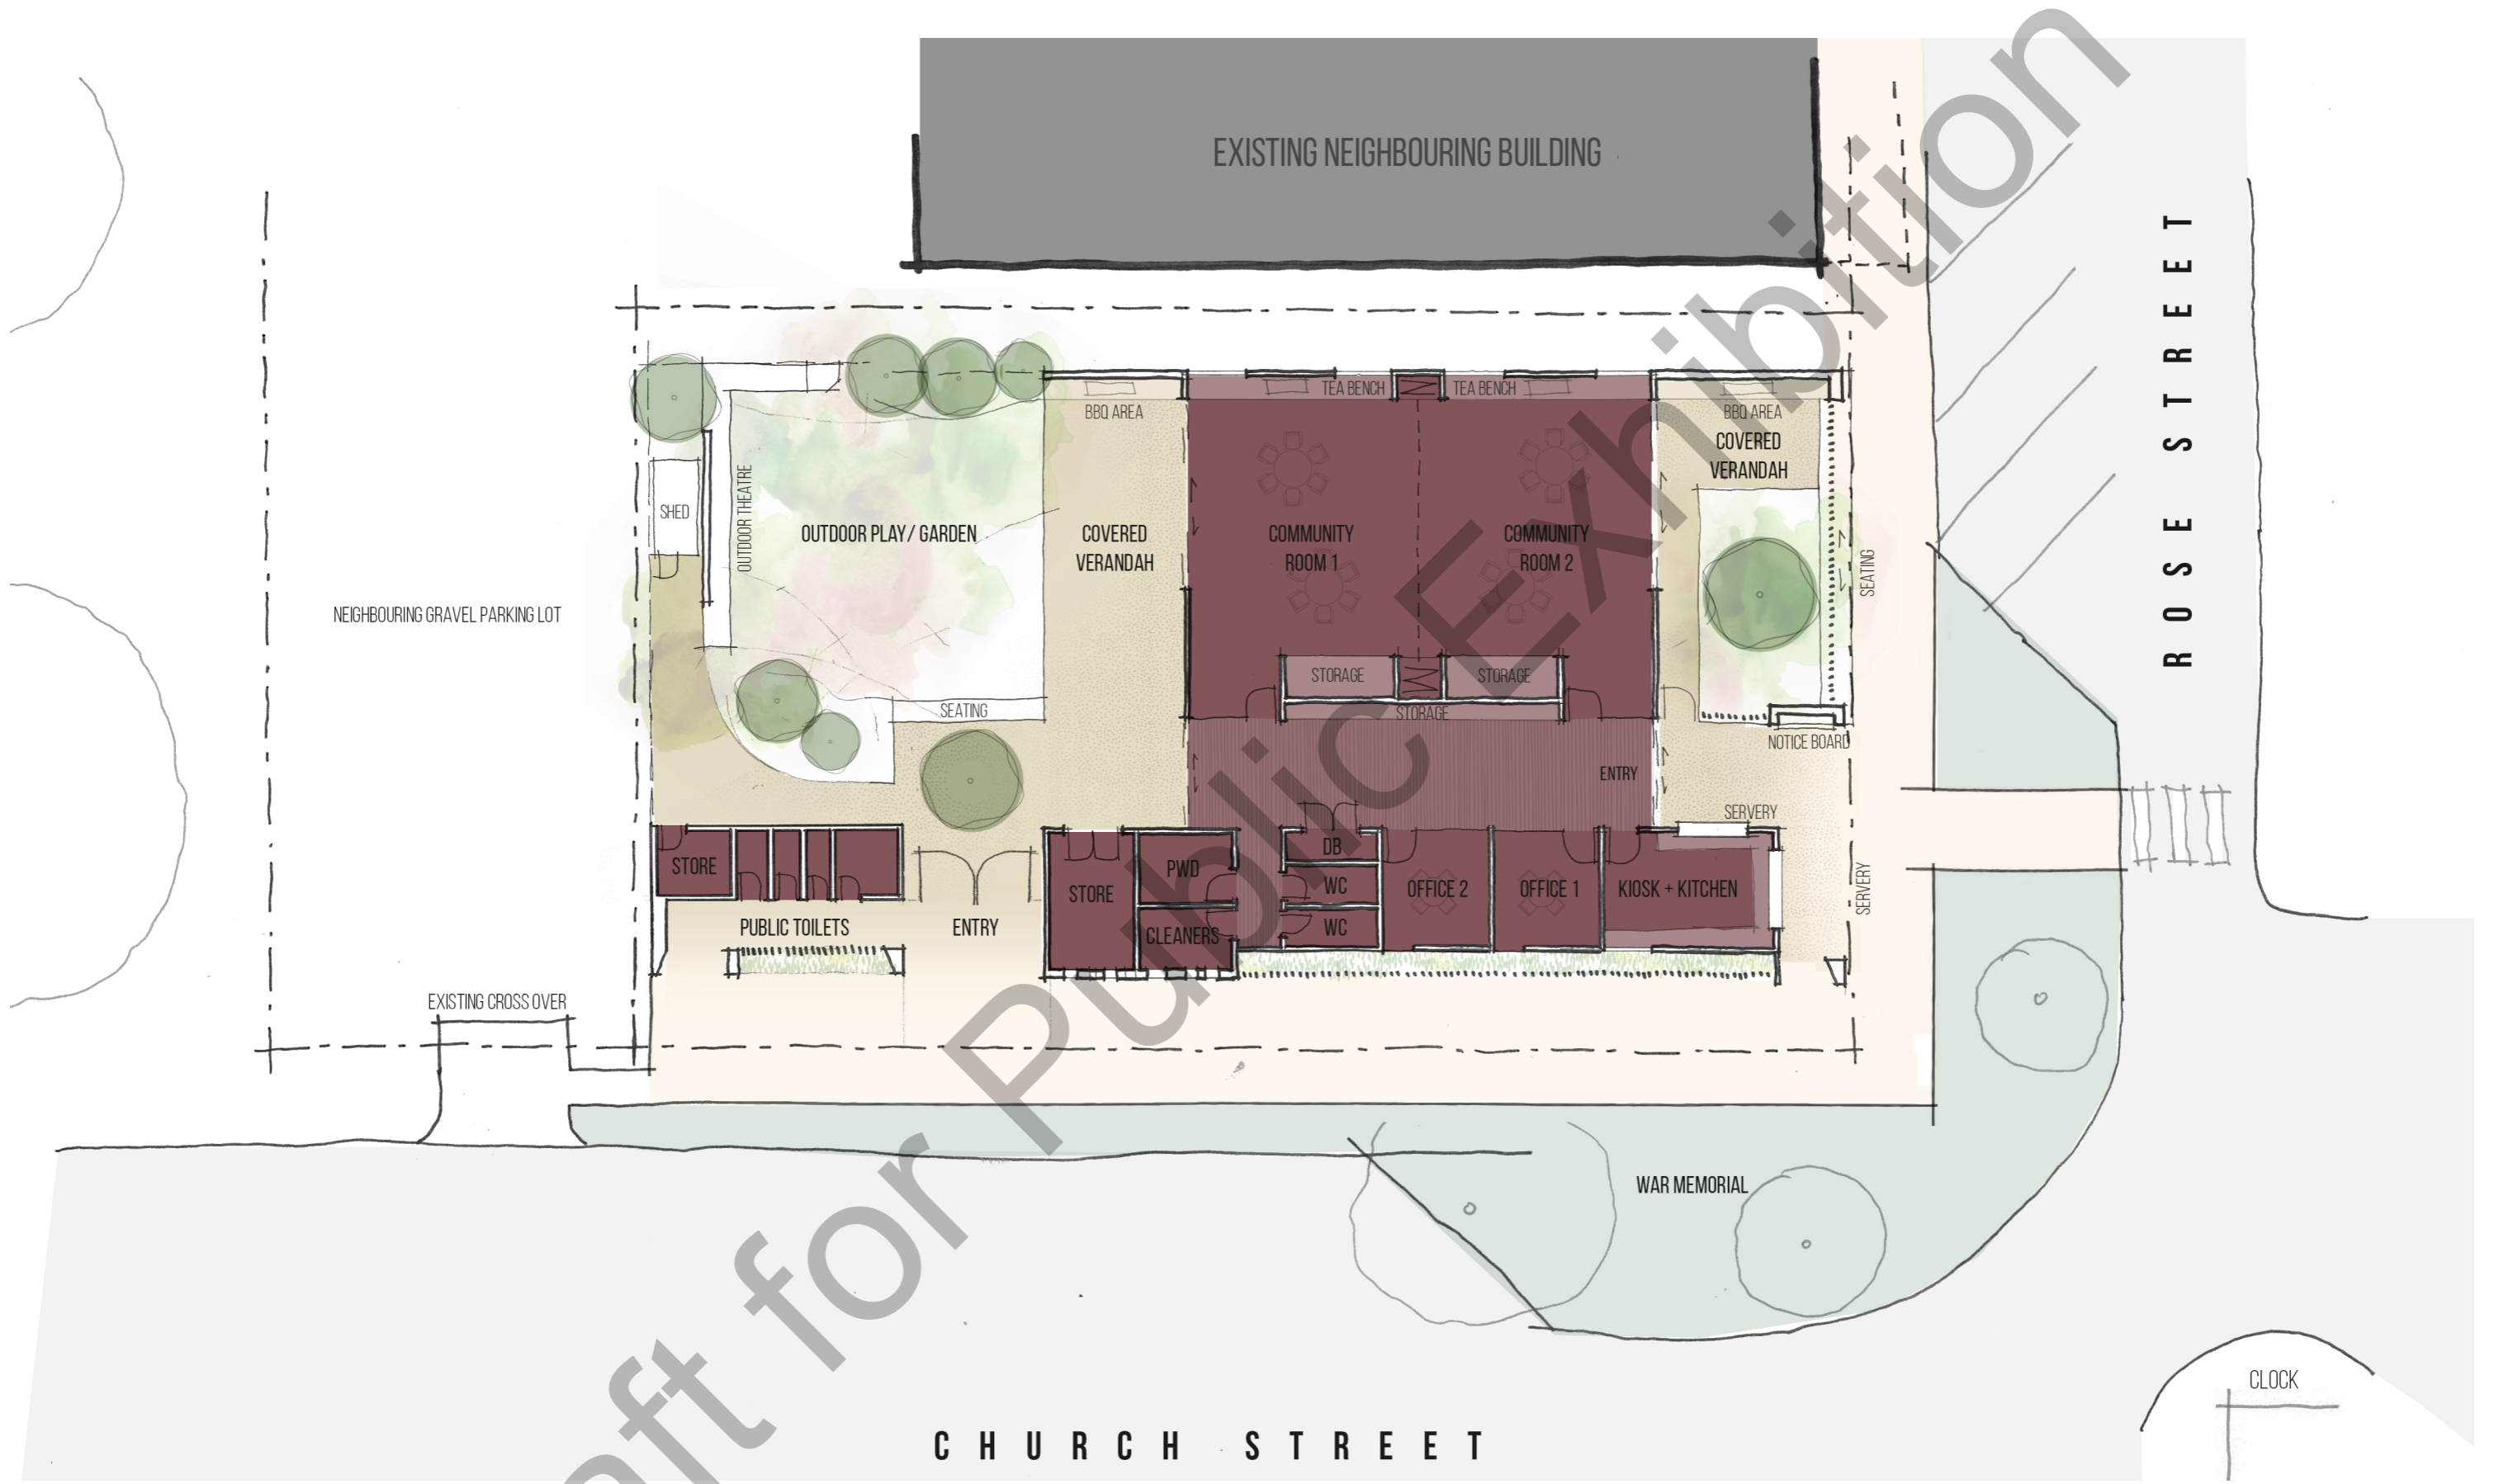 EXISTING NEIGHBOURING BUILDING
ROSE STREET
TEA BENCH
TEA BENCH
BBQ AREA
BBQ AREA
COVERED
VERANDAH
SHED
OUTDOOR THEATRE
OUTDOOR PLAY/ GARDEN
COVERED
VERANDAH
COMMUNITY
ROOM 1
COMMUNITY
ROOM 2
SEATING
NEIGHBOURING GRAVEL PARKING LOT
STORAGE
STORAGE
SEATING
STORAGE
NOTICE BOARD
ENTRY
SERVERY
STORE
DB
PWD
STORE
WC
OFFICE 2
OFFICE 1
KIOSK + KITCHEN
SERVERY
PUBLIC TOILETS
ENTRY
CLEANERS
WC
EXISTING CROSS OVER
WAR MEMORIAL
CLOCK
CHURCH STREET
aft for Public Exhibition